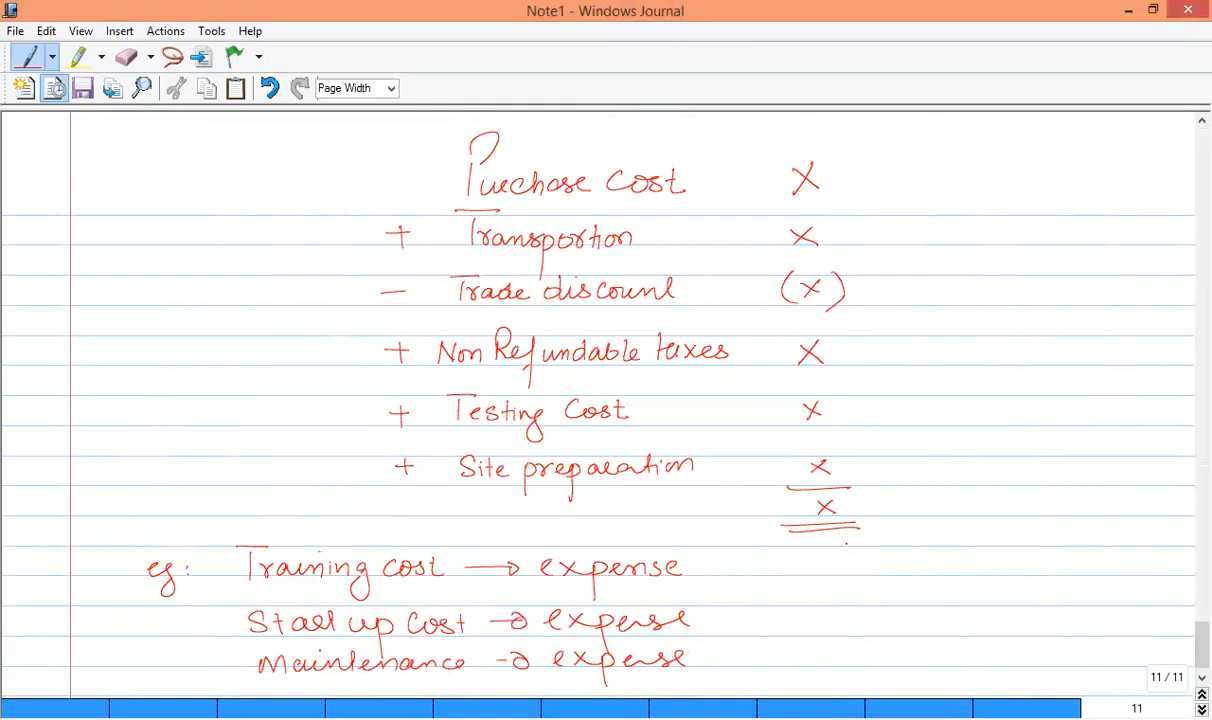 Note1 - Windows Journal
File Edit View Insert Actions Tools Help
Page Width
Purchase Cost X
+ Transportion X
- Trade discount (X)
+ Non Refundable taxes X
+ Testing Cost X
+ Site preparation X
X
eg: Training cost → expense
Start up Cost → expense
Maintenance → expense
11 / 11
11